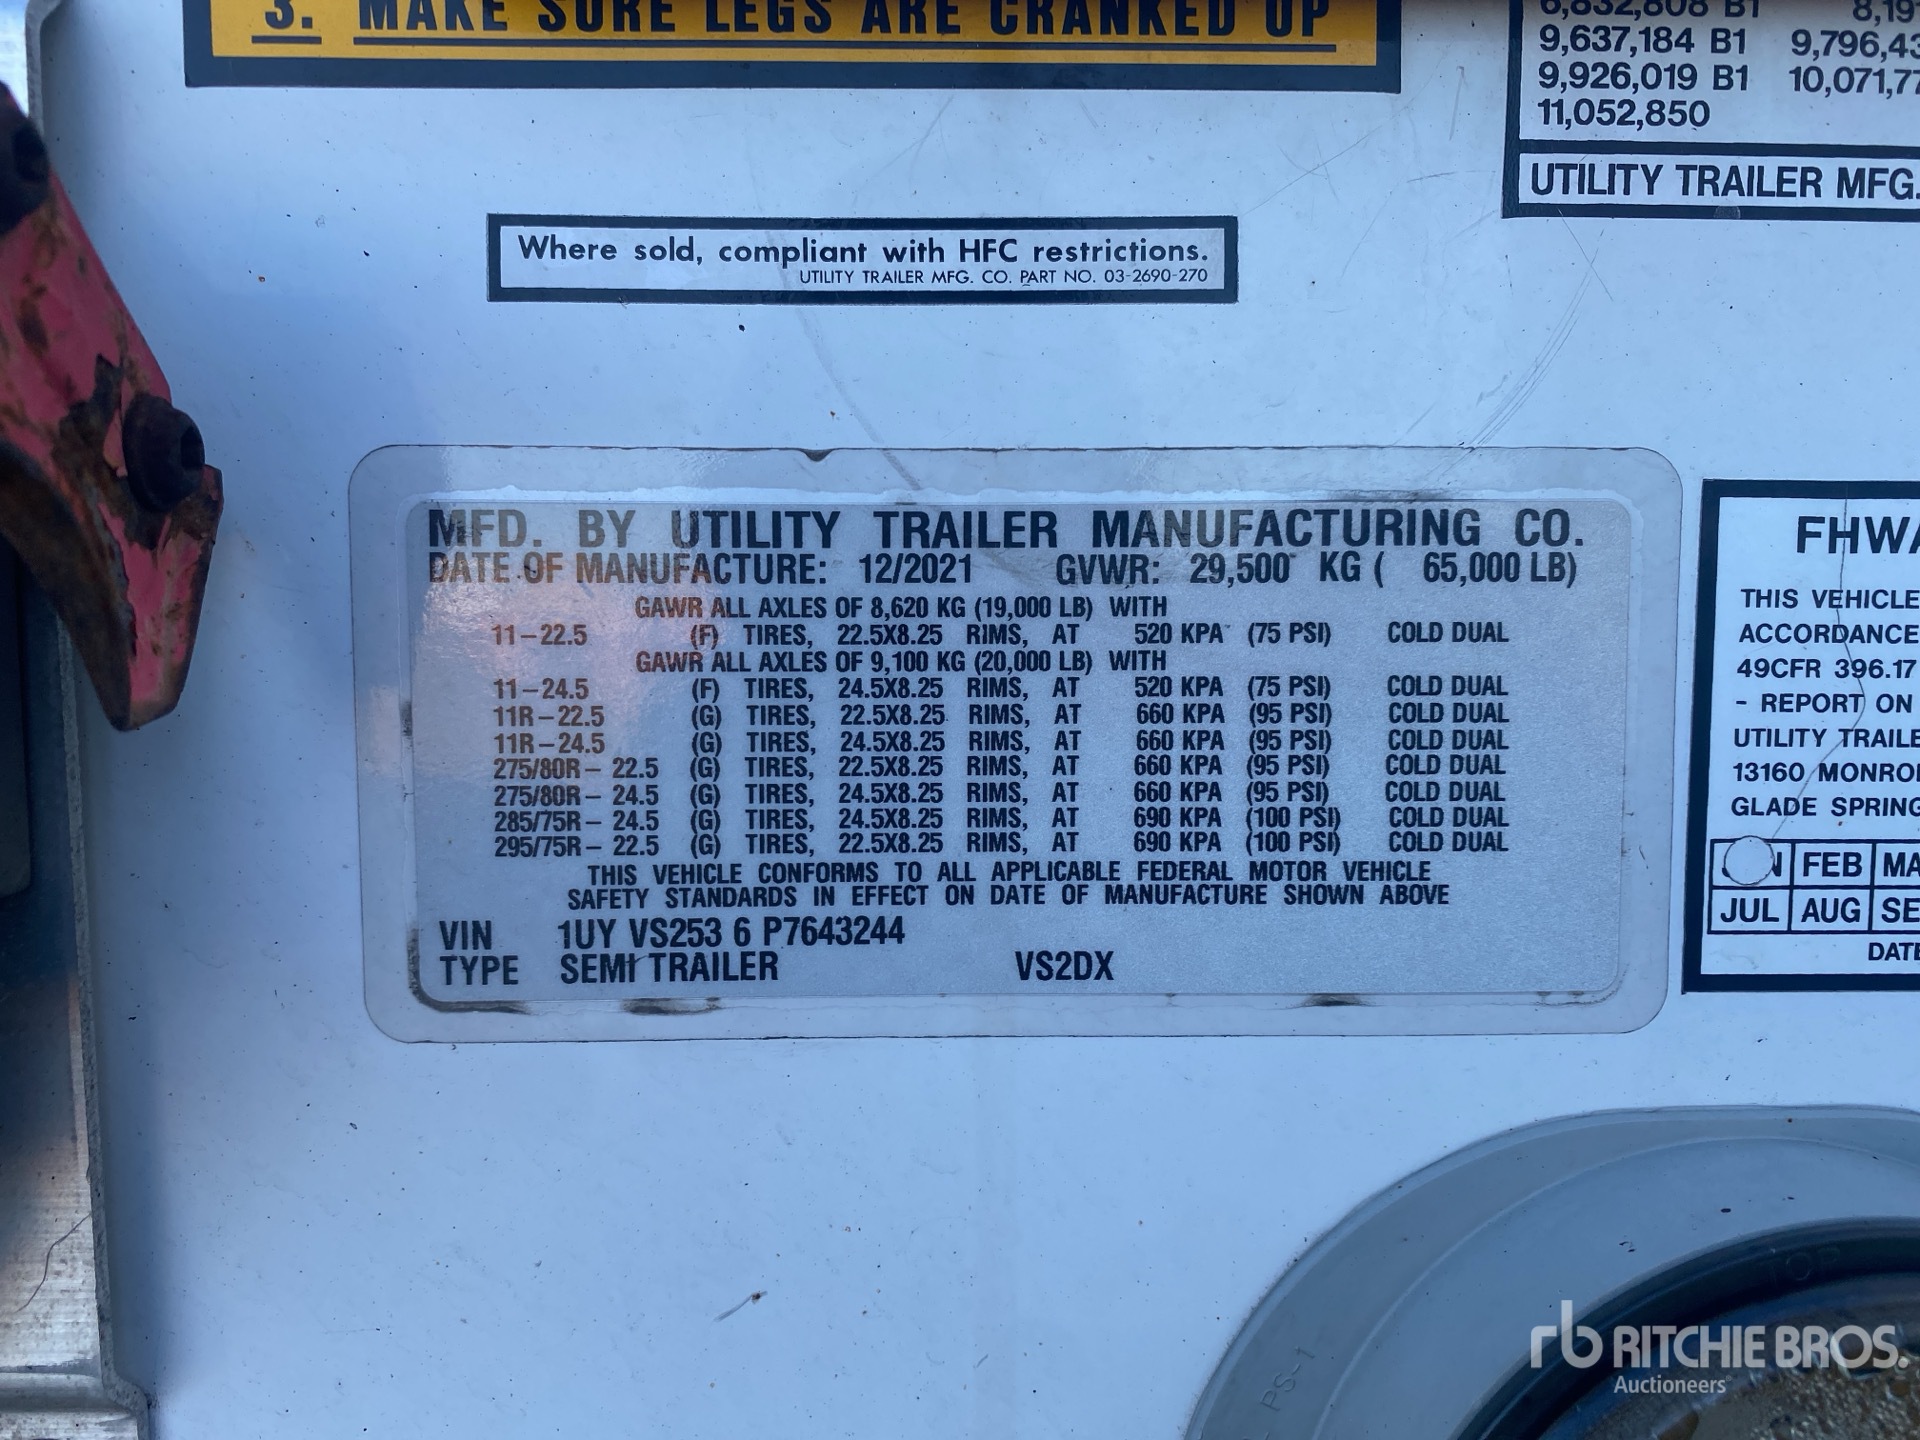 3. MAKE SURE LEGS ARE CRANKED UP
6,832,808 B1 8,19
9,637,184 B1 9,796,43
9,926,019 B1 10,071,77
11,052,850
UTILITY TRAILER MFG.
Where sold, compliant with HFC restrictions.
UTILITY TRAILER MFG. CO. PART NO. 03-2690-270
MFD. BY UTILITY TRAILER MANUFACTURING CO.
DATE OF MANUFACTURE: 12/2021 GVWR: 29,500 KG ( 65,000 LB)
GAWR ALL AXLES OF 8,620 KG (19,000 LB) WITH
11-22.5 (F) TIRES, 22.5X8.25 RIMS, AT 520 KPA (75 PSI) COLD DUAL
GAWR ALL AXLES OF 9,100 KG (20,000 LB) WITH
11-24.5 (F) TIRES, 24.5X8.25 RIMS, AT 520 KPA (75 PSI) COLD DUAL
11R-22.5 (G) TIRES, 22.5X8.25 RIMS, AT 660 KPA (95 PSI) COLD DUAL
11R-24.5 (G) TIRES, 24.5X8.25 RIMS, AT 660 KPA (95 PSI) COLD DUAL
275/80R- 22.5 (G) TIRES, 22.5X8.25 RIMS, AT 660 KPA (95 PSI) COLD DUAL
275/80R- 24.5 (G) TIRES, 24.5X8.25 RIMS, AT 660 KPA (95 PSI) COLD DUAL
285/75R- 24.5 (G) TIRES, 24.5X8.25 RIMS, AT 690 KPA (100 PSI) COLD DUAL
295/75R- 22.5 (G) TIRES, 22.5X8.25 RIMS, AT 690 KPA (100 PSI) COLD DUAL
THIS VEHICLE CONFORMS TO ALL APPLICABLE FEDERAL MOTOR VEHICLE
SAFETY STANDARDS IN EFFECT ON DATE OF MANUFACTURE SHOWN ABOVE
VIN 1UY VS253 6 P7643244
TYPE SEMI TRAILER VS2DX
FHWA
THIS VEHICLE
ACCORDANCE
49CFR 396.17
- REPORT ON
UTILITY TRAILE
13160 MONRO
GLADE SPRING
FEB MA
JUL AUG SE
DATE
TOP
PS-1
rb RITCHIE BROS.
Auctioneers